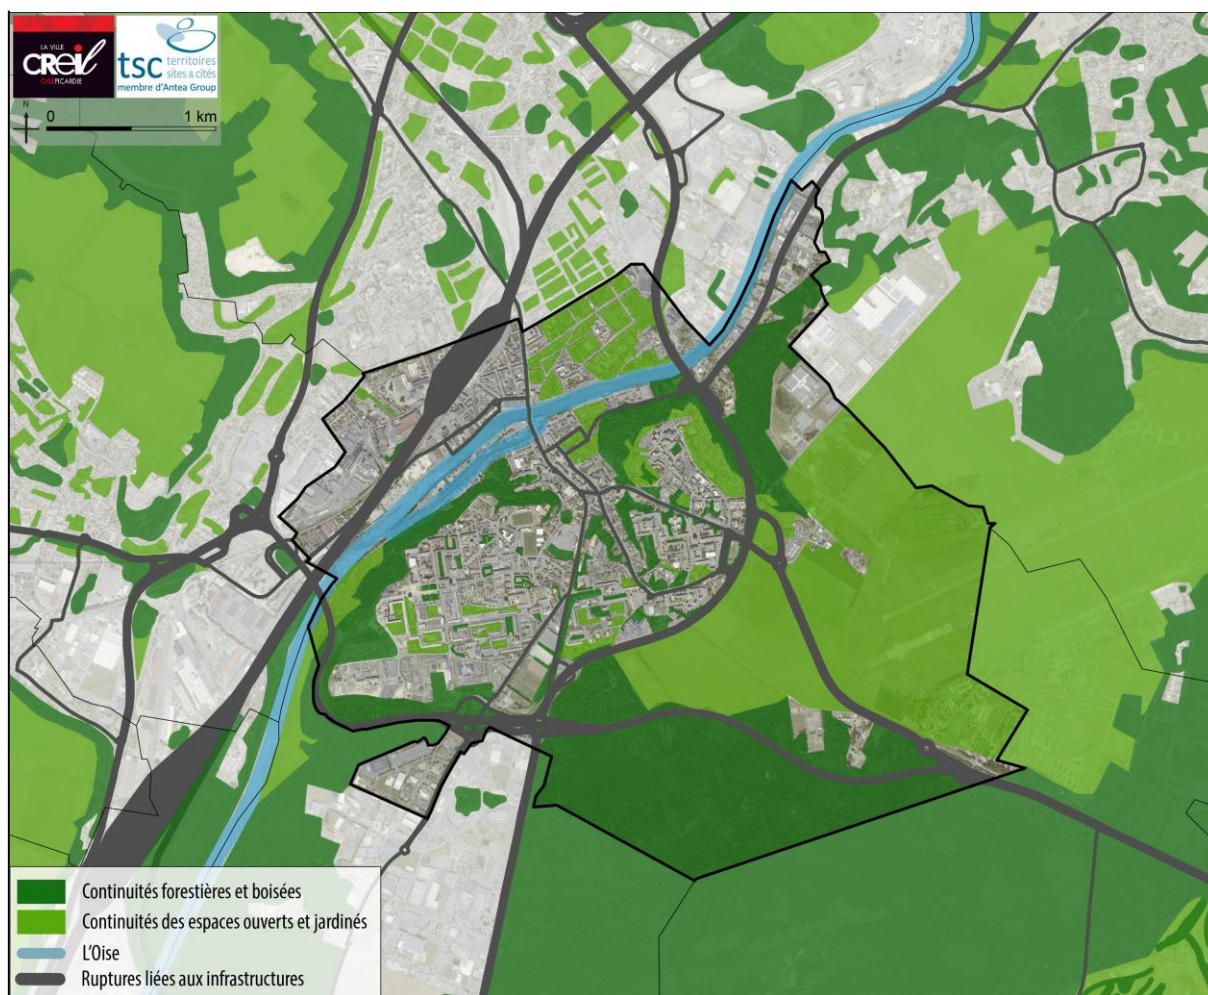 LA VILLE
CREIL
OISEPICARDIE
tsc territoires
sites & cités
membre d'Antea Group
N
0 1 km
Continuités forestières et boisées
Continuités des espaces ouverts et jardinés
L'Oise
Ruptures liées aux infrastructures